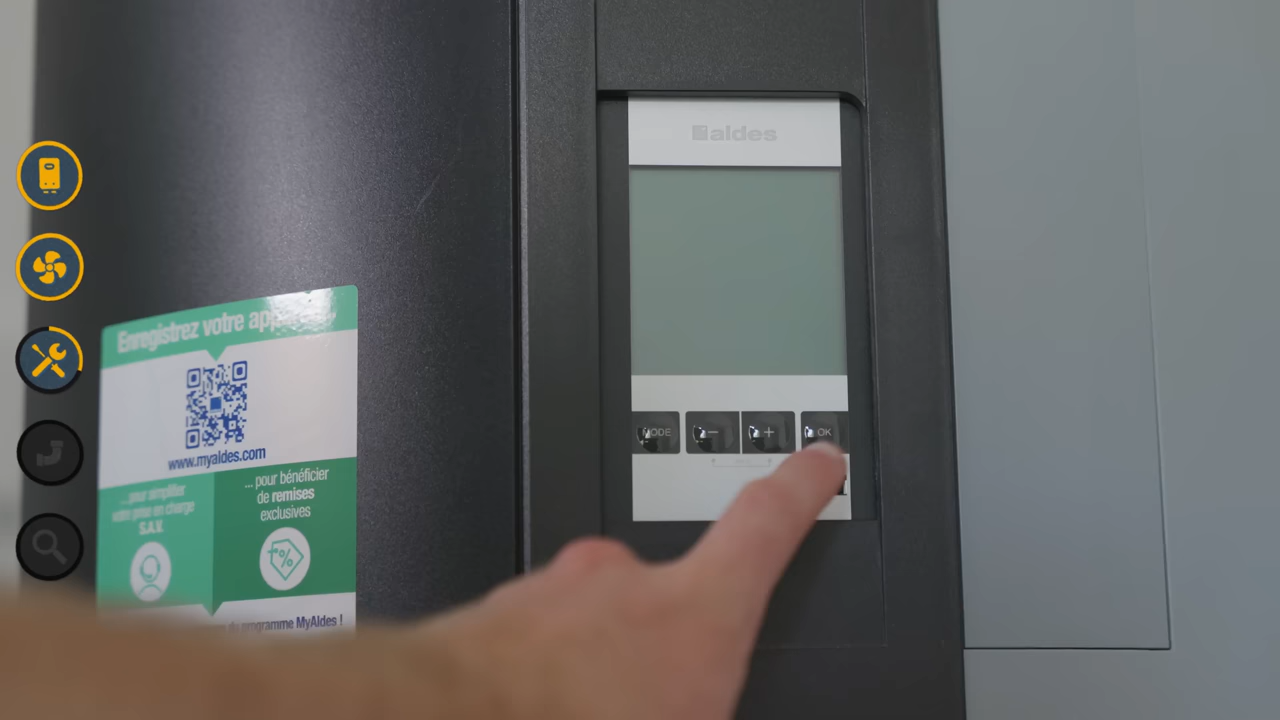 aldes
Enregistrez votre
www.myaldes.com
... pour simplifier
votre prise en charge
S.A.V.
... pour bénéficier
de remises
exclusives
du programme MyAldes !
MODE - + OK